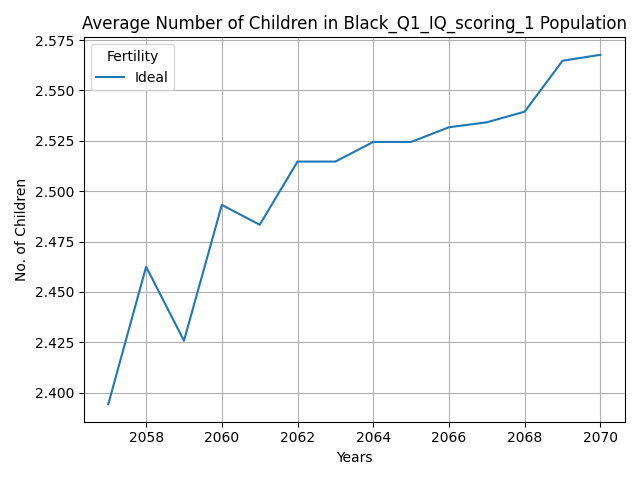 Average Number of Children in Black_Q1_IQ_scoring_1 Population
Fertility
Ideal
2.575
2.550
2.525
2.500
2.475
2.450
2.425
2.400
No. of Children
2058 2060 2062 2064 2066 2068 2070
Years